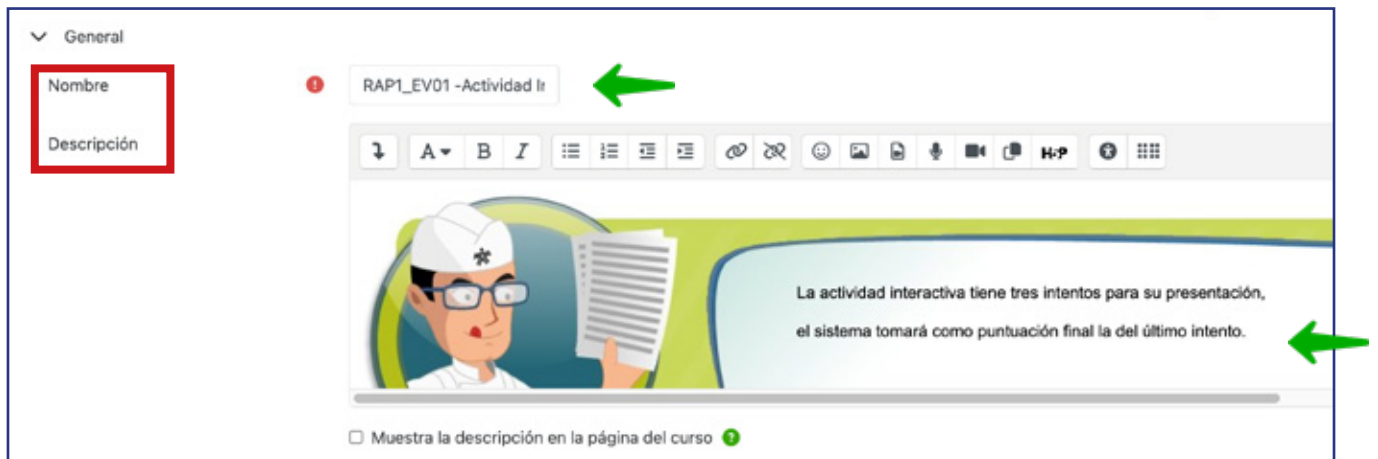 General
Nombre
RAP1_EV01 -Actividad Ir
Descripción
A B I H-P
La actividad interactiva tiene tres intentos para su presentación,
el sistema tomará como puntuación final la del último intento.
Muestra la descripción en la página del curso